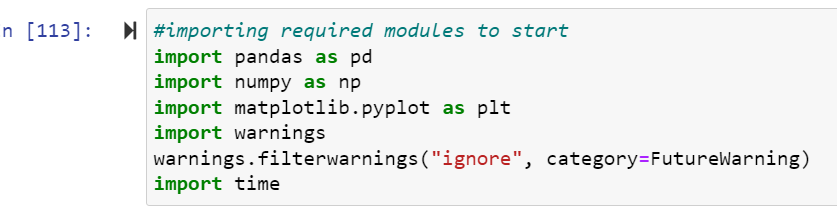 n [113]:
#importing required modules to start
import pandas as pd
import numpy as np
import matplotlib.pyplot as plt
import warnings
warnings.filterwarnings("ignore", category=FutureWarning)
import time